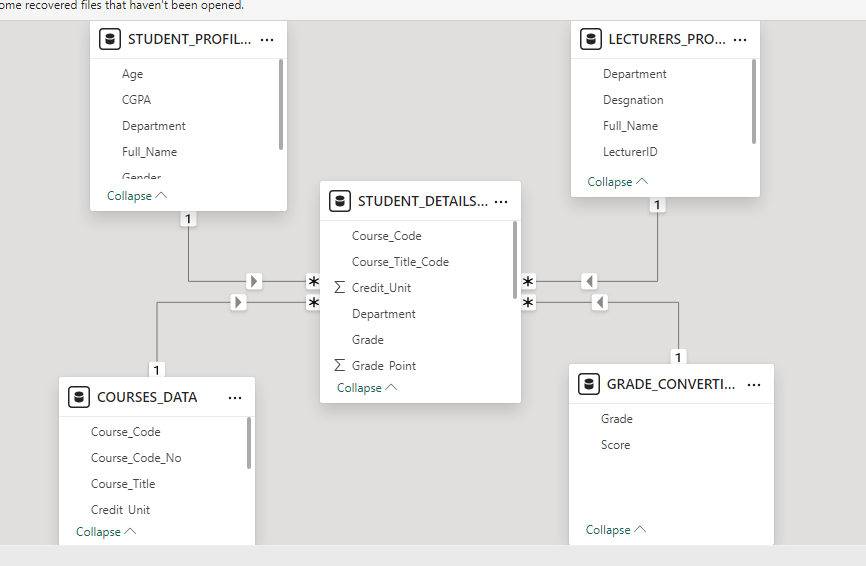 ome recovered files that haven't been opened.
STUDENT_PROFIL... ...
Age
CGPA
Department
Full_Name
Gender
Collapse
1
LECTURERS_PRO... ...
Department
Desgnation
Full_Name
LecturerID
Collapse
1
STUDENT_DETAILS... ...
Course_Code
Course_Title_Code
Σ Credit_Unit
Department
Grade
Σ Grade Point
Collapse
* *
* *
1
COURSES_DATA ...
Course_Code
Course_Code_No
Course_Title
Credit Unit
Collapse
1
GRADE_CONVERTI... ...
Grade
Score
Collapse